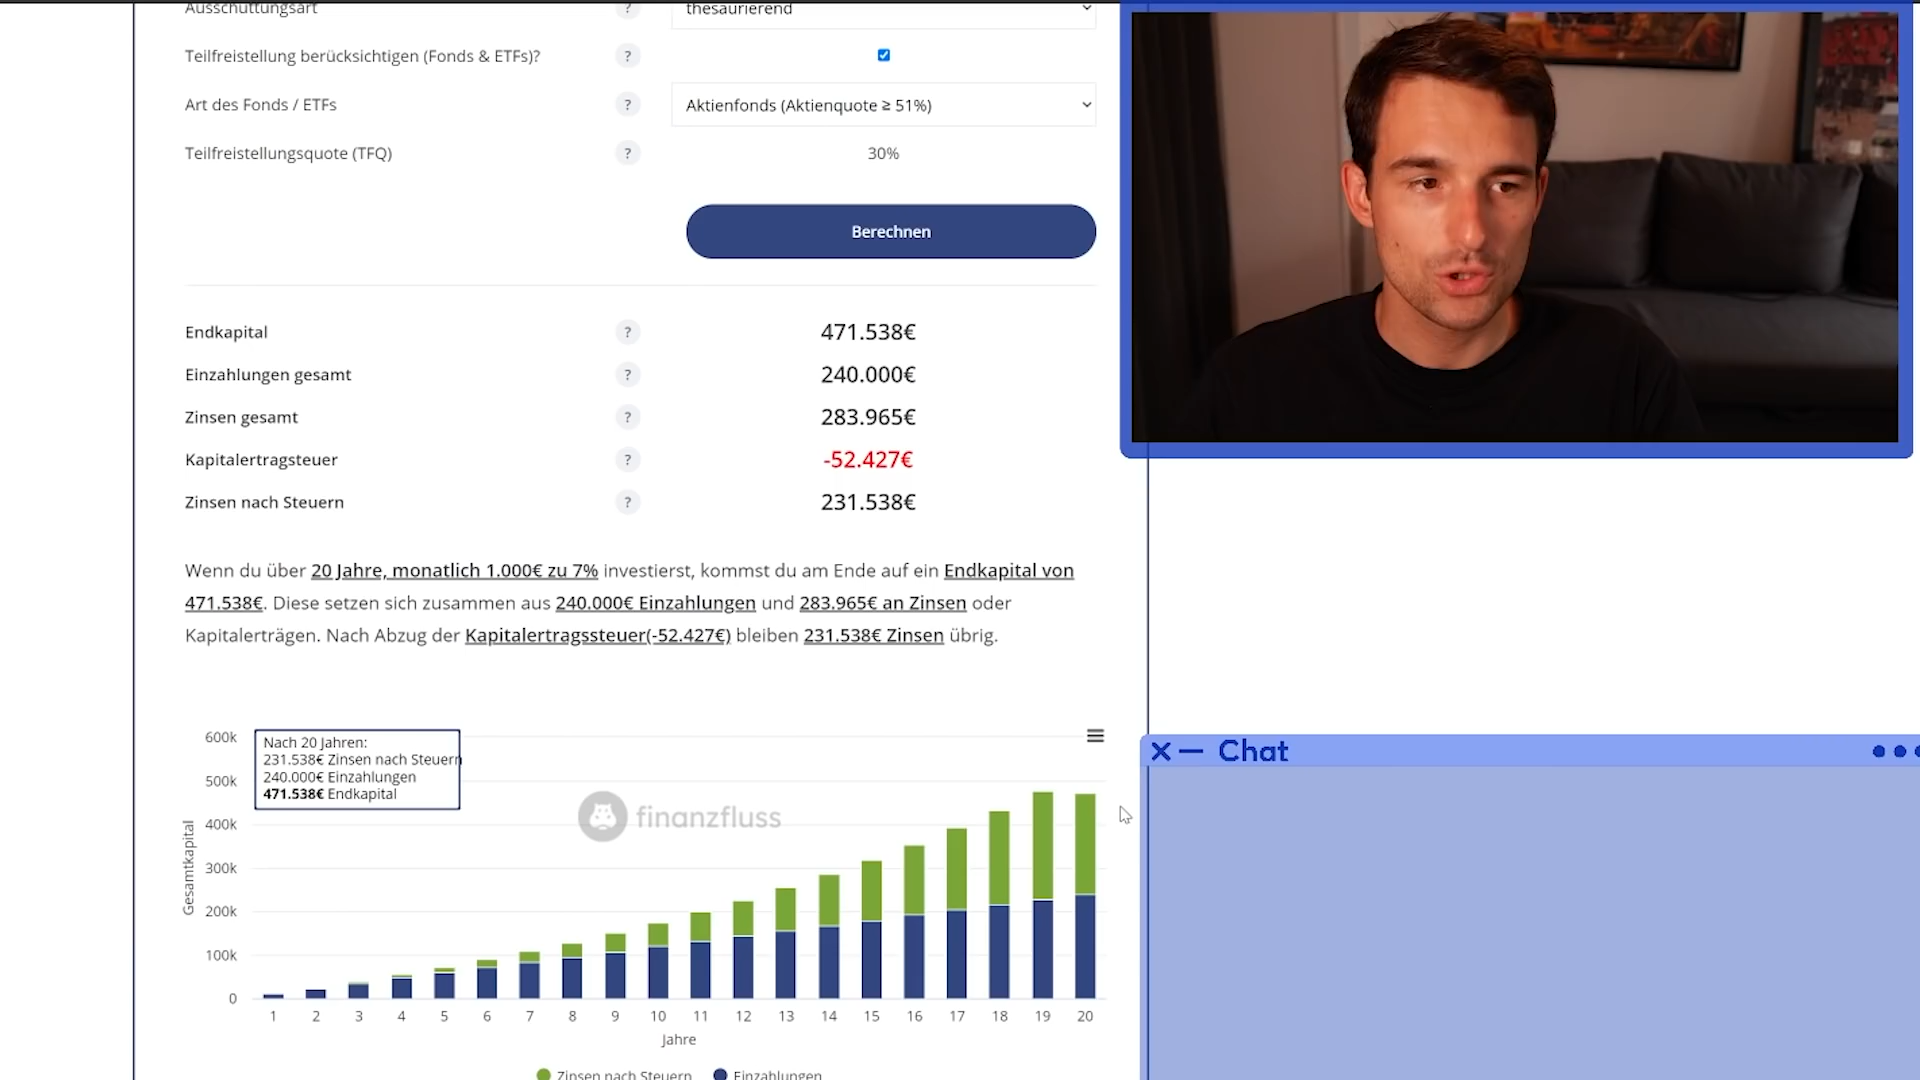 Ausschüttungsart ? thesaurierend
Teilfreistellung berücksichtigen (Fonds & ETFs)? ?
Art des Fonds / ETFs ? Aktienfonds (Aktienquote ≥ 51%)
Teilfreistellungsquote (TFQ) ? 30%
Berechnen
Endkapital ? 471.538€
Einzahlungen gesamt ? 240.000€
Zinsen gesamt ? 283.965€
Kapitalertragsteuer ? -52.427€
Zinsen nach Steuern ? 231.538€
Wenn du über 20 Jahre, monatlich 1.000€ zu 7% investierst, kommst du am Ende auf ein Endkapital von
471.538€. Diese setzen sich zusammen aus 240.000€ Einzahlungen und 283.965€ an Zinsen oder
Kapitalerträgen. Nach Abzug der Kapitalertragssteuer(-52.427€) bleiben 231.538€ Zinsen übrig.
Nach 20 Jahren:
231.538€ Zinsen nach Steuern
240.000€ Einzahlungen
471.538€ Endkapital
finanzfluss
Gesamtkapital
600k
500k
400k
300k
200k
100k
0
1 2 3 4 5 6 7 8 9 10 11 12 13 14 15 16 17 18 19 20
Jahre
Zinsen nach Steuern Einzahlungen
Chat